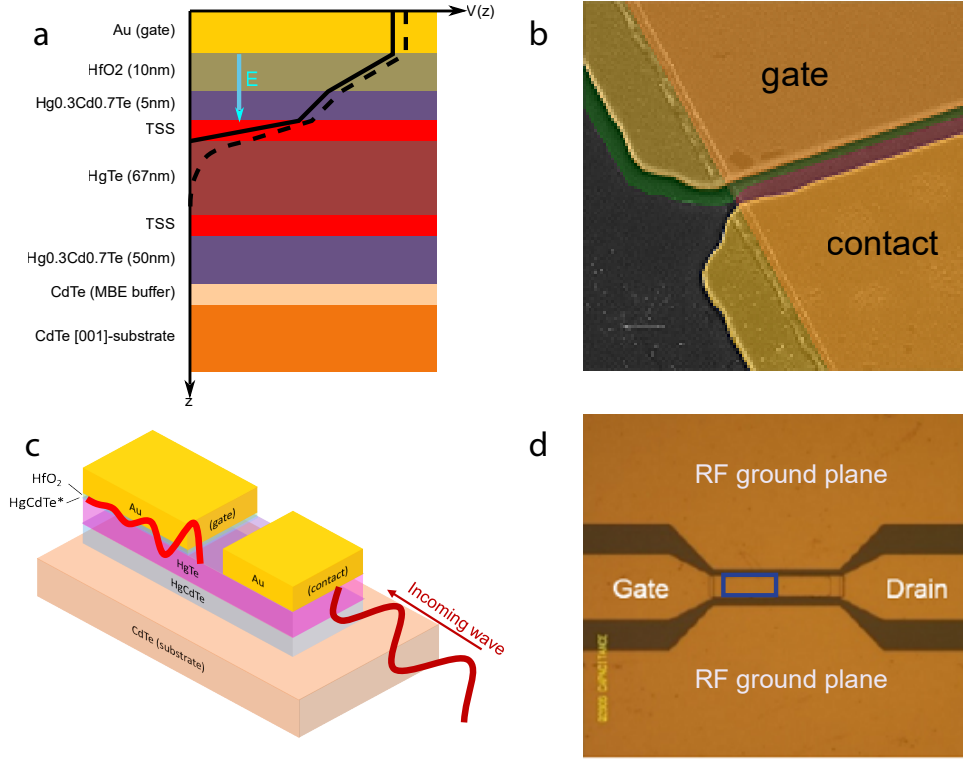 a
V(z)
Au (gate)
HfO2 (10nm)
E
Hg0.3Cd0.7Te (5nm)
TSS
HgTe (67nm)
TSS
Hg0.3Cd0.7Te (50nm)
CdTe (MBE buffer)
CdTe [001]-substrate
z
b
gate
contact
c
HfO₂
HgCdTe*
Au
(gate)
HgTe
Au
(contact)
HgCdTe
CdTe (substrate)
Incoming wave
d
RF ground plane
Gate
Drain
RF ground plane